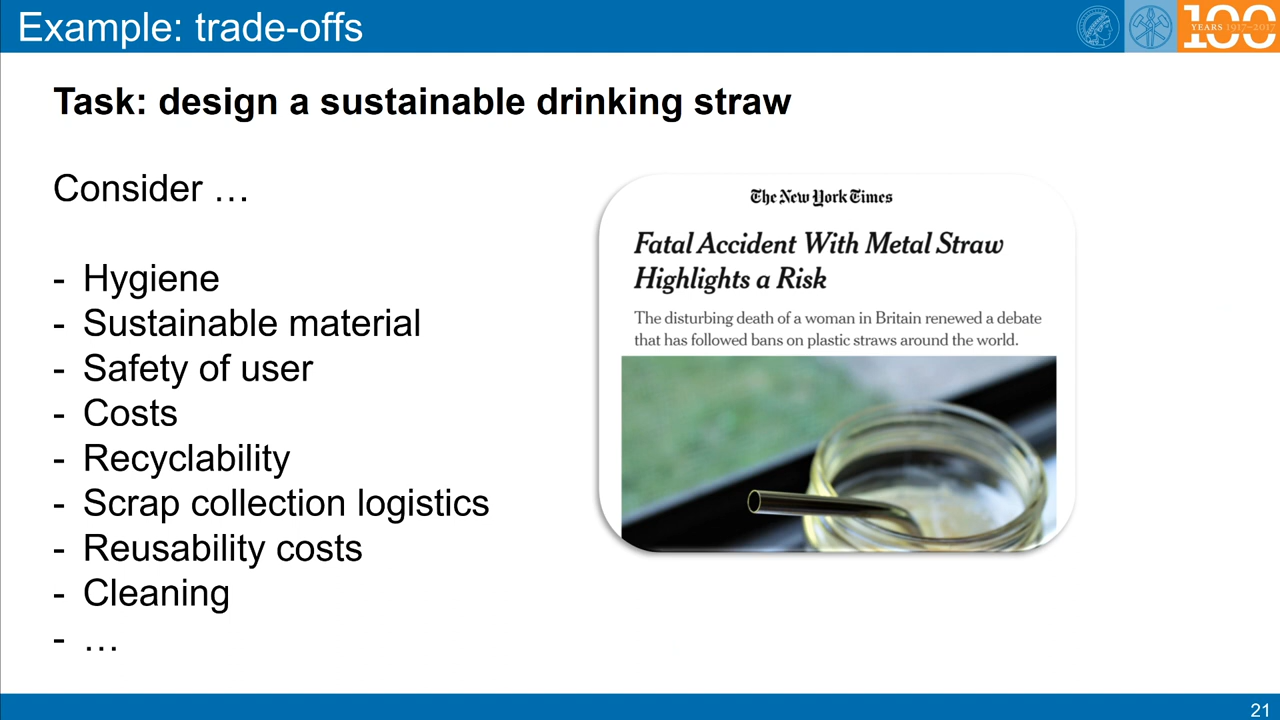 Example: trade-offs
100
YEARS 1917–2017
Task: design a sustainable drinking straw
Consider …
- Hygiene
- Sustainable material
- Safety of user
- Costs
- Recyclability
- Scrap collection logistics
- Reusability costs
- Cleaning
- …
The New York Times
Fatal Accident With Metal Straw
Highlights a Risk
The disturbing death of a woman in Britain renewed a debate
that has followed bans on plastic straws around the world.
21